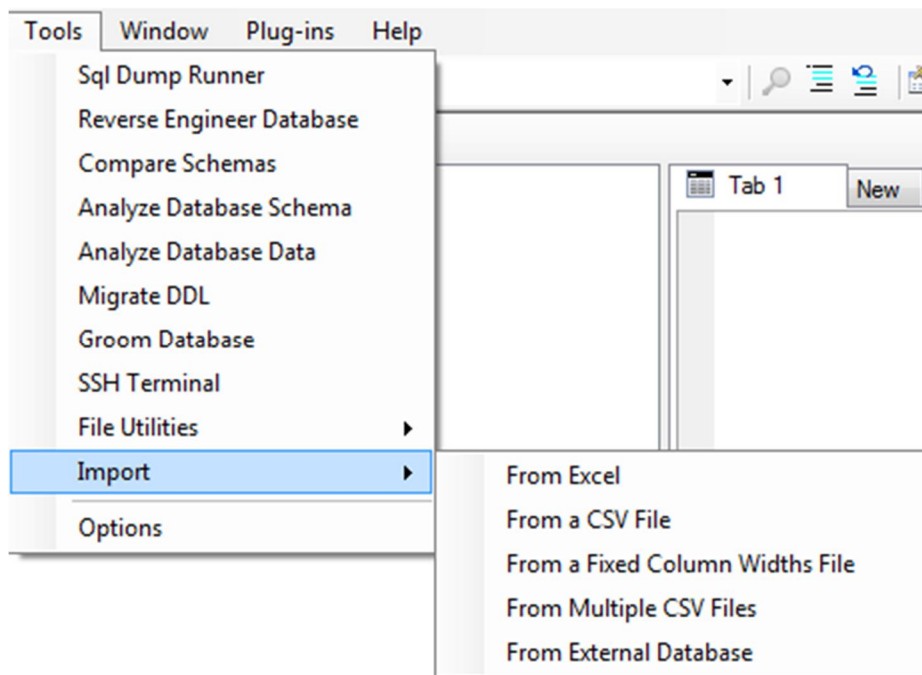 Tools Window Plug-ins Help
Sql Dump Runner
Reverse Engineer Database
Compare Schemas
Tab 1 New
Analyze Database Schema
Analyze Database Data
Migrate DDL
Groom Database
SSH Terminal
File Utilities
Import
From Excel
From a CSV File
From a Fixed Column Widths File
From Multiple CSV Files
From External Database
Options